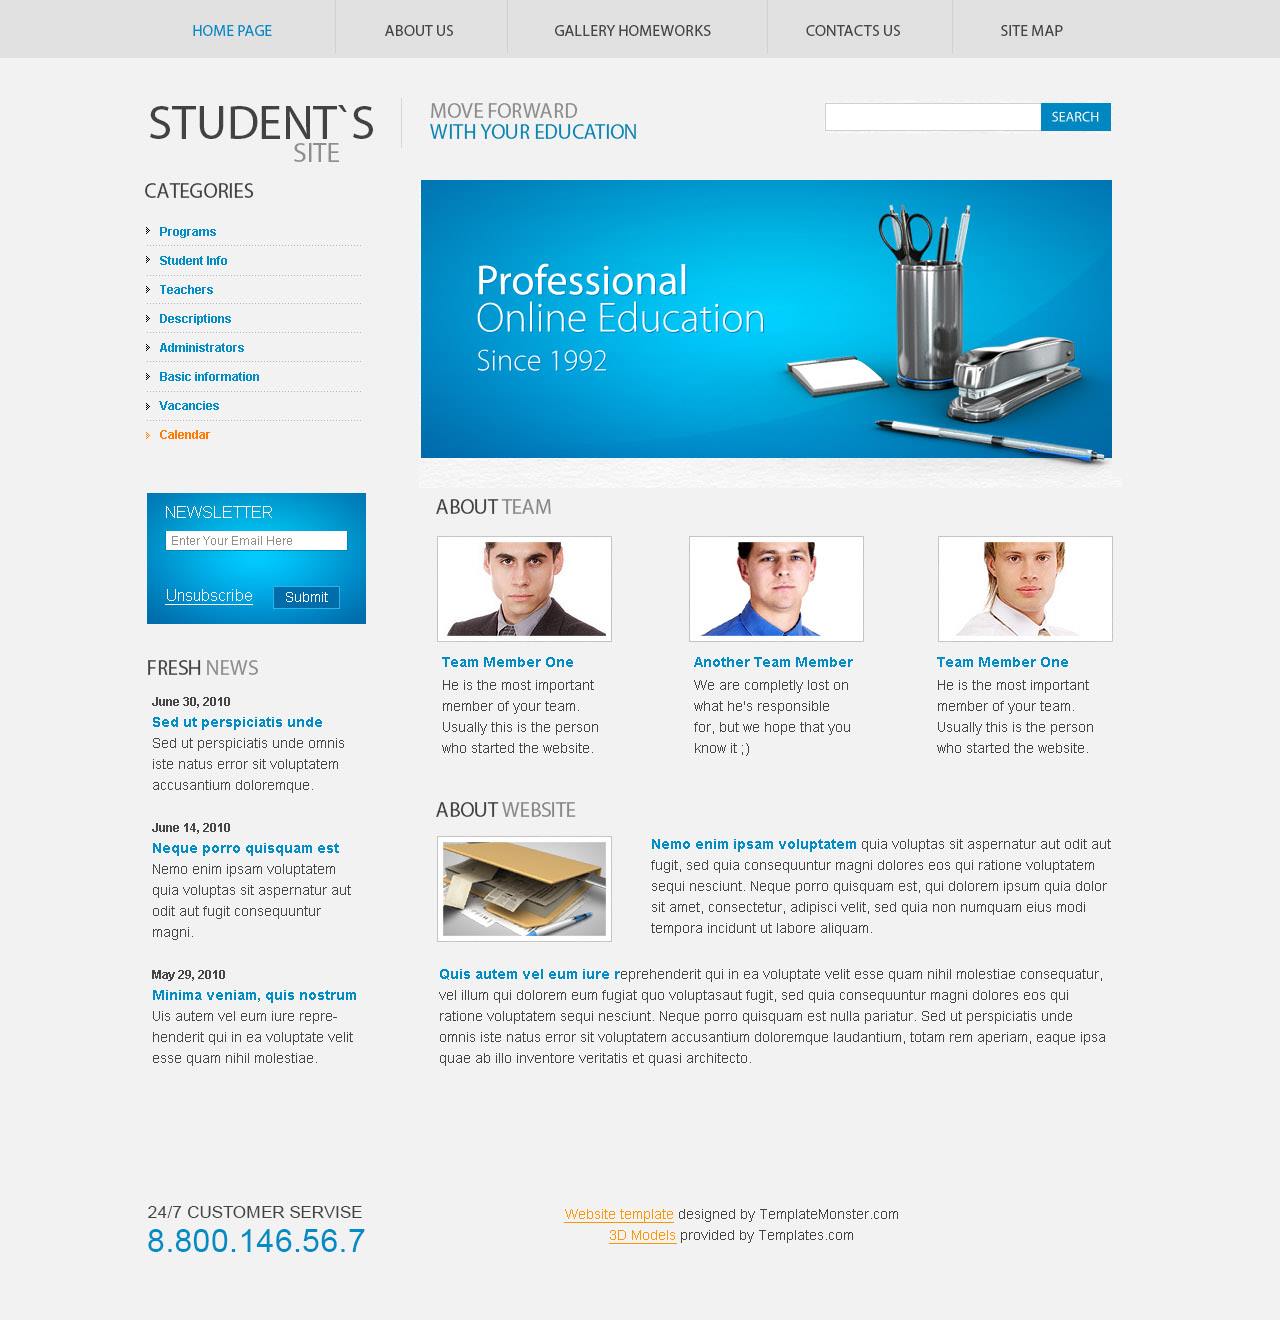 HOME PAGE
ABOUT US
GALLERY HOMEWORKS
CONTACTS US
SITE MAP
STUDENT`S
SITE
MOVE FORWARD
WITH YOUR EDUCATION
SEARCH
CATEGORIES
Programs
Student Info
Teachers
Descriptions
Administrators
Basic information
Vacancies
Calendar
Professional
Online Education
Since 1992
NEWSLETTER
Enter Your Email Here
Unsubscribe
Submit
FRESH NEWS
June 30, 2010
Sed ut perspiciatis unde
Sed ut perspiciatis unde omnis
iste natus error sit voluptatem
accusantium doloremque.
June 14, 2010
Neque porro quisquam est
Nemo enim ipsam voluptatem
quia voluptas sit aspernatur aut
odit aut fugit consequuntur
magni.
May 29, 2010
Minima veniam, quis nostrum
Uis autem vel eum iure repre-
henderit qui in ea voluptate velit
esse quam nihil molestiae.
ABOUT TEAM
Team Member One
He is the most important
member of your team.
Usually this is the person
who started the website.
Another Team Member
We are completly lost on
what he's responsible
for, but we hope that you
know it ;)
Team Member One
He is the most important
member of your team.
Usually this is the person
who started the website.
ABOUT WEBSITE
Nemo enim ipsam voluptatem quia voluptas sit aspernatur aut odit aut
fugit, sed quia consequuntur magni dolores eos qui ratione voluptatem
sequi nesciunt. Neque porro quisquam est, qui dolorem ipsum quia dolor
sit amet, consectetur, adipisci velit, sed quia non numquam eius modi
tempora incidunt ut labore aliquam.
Quis autem vel eum iure reprehenderit qui in ea voluptate velit esse quam nihil molestiae consequatur,
vel illum qui dolorem eum fugiat quo voluptasaut fugit, sed quia consequuntur magni dolores eos qui
ratione voluptatem sequi nesciunt. Neque porro quisquam est nulla pariatur. Sed ut perspiciatis unde
omnis iste natus error sit voluptatem accusantium doloremque laudantium, totam rem aperiam, eaque ipsa
quae ab illo inventore veritatis et quasi architecto.
24/7 CUSTOMER SERVISE
8.800.146.56.7
Website template designed by TemplateMonster.com
3D Models provided by Templates.com